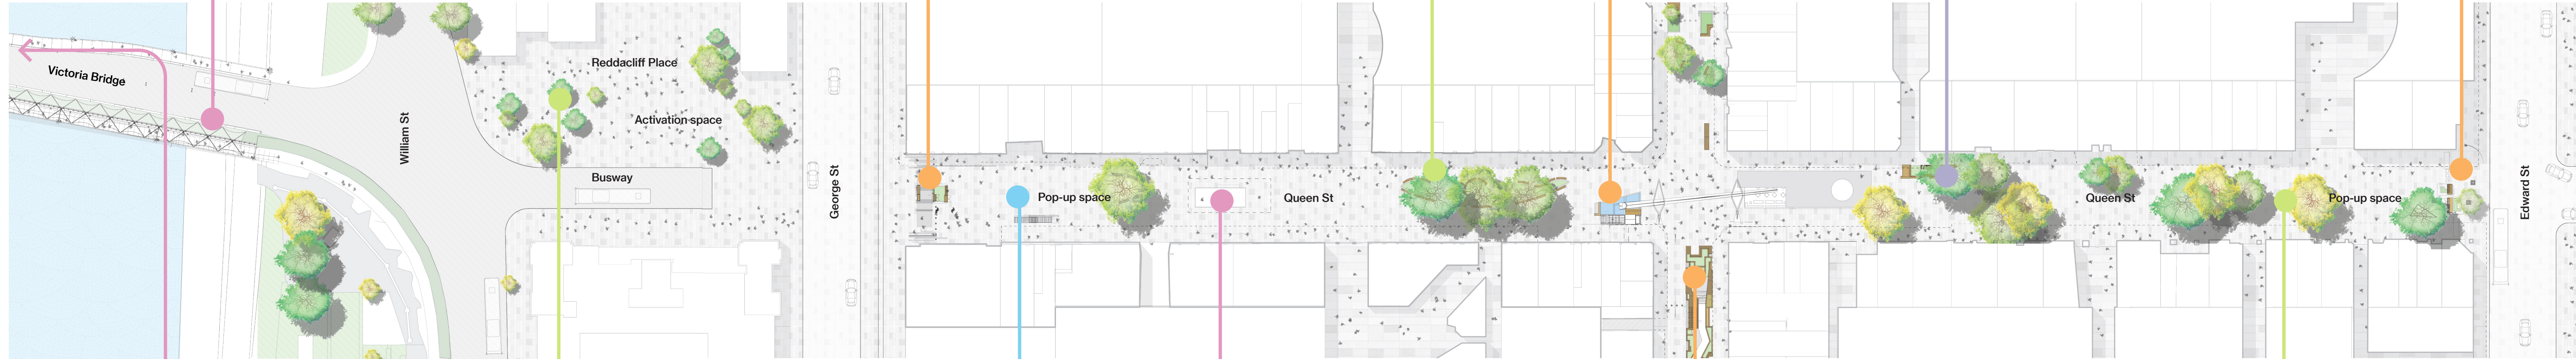 Victoria Bridge
William St
Reddacliff Place
Activation space
Busway
George St
Pop-up space
Queen St
Queen St
Pop-up space
Edward St